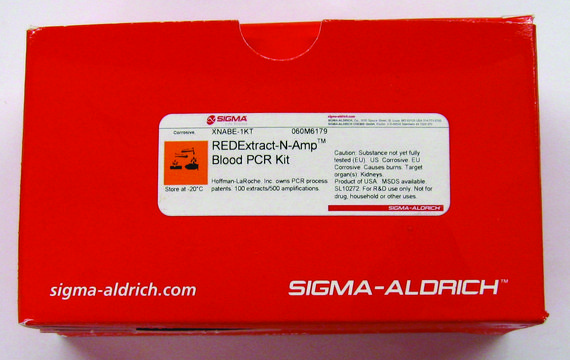 SIGMA
sigma-aldrich.com
Corrosive.
XNABE-1KT
060M6179
REDExtract-N-Amp™
Blood PCR Kit
Hoffman-LaRoche. Inc. owns PCR process
patents. 100 extracts/500 amplifications.
Store at -20°C
Caution: Substance not yet fully
tested (EU). US. Corrosive. EU.
Corrosive. Causes burns. Target
organ(s): Kidneys.
Product of USA. MSDS available
SL10272. For R&D use only. Not for
drug, household or other uses.
SIGMA-ALDRICH
sigma-aldrich.com
SIGMA-ALDRICH™